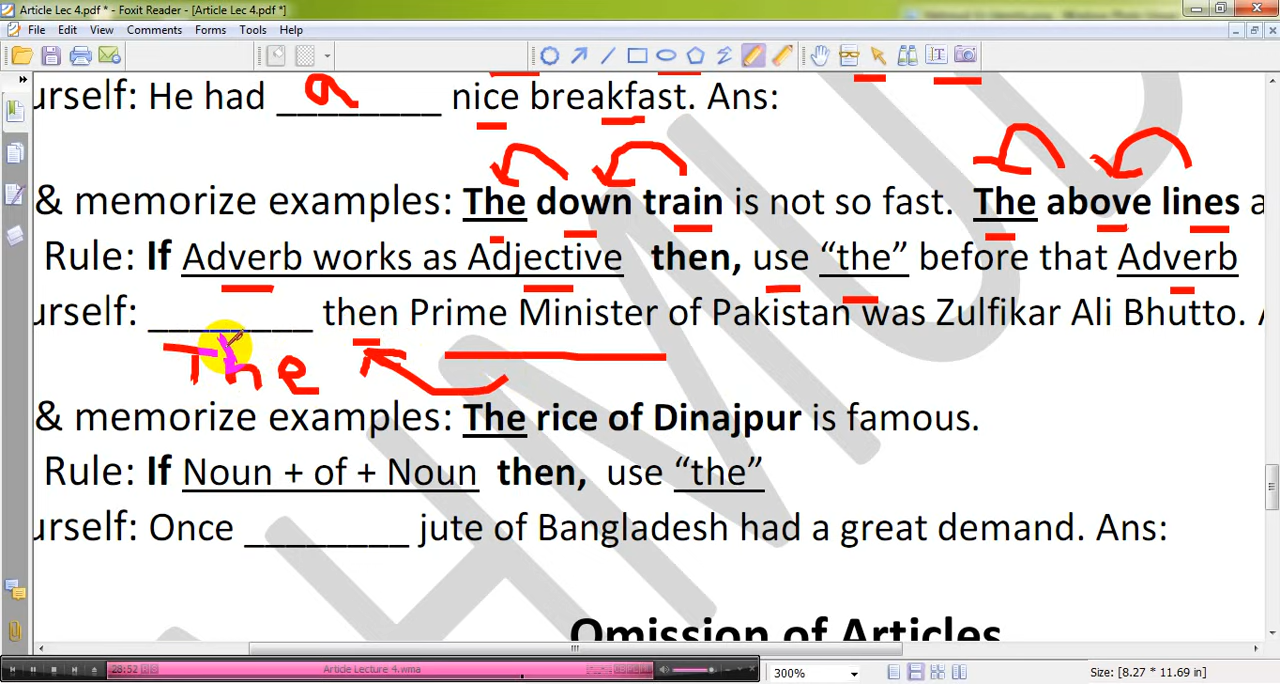 Article Lec 4.pdf * - Foxit Reader - [Article Lec 4.pdf *]
File Edit View Comments Forms Tools Help
urself: He had a ________ nice breakfast. Ans:
& memorize examples: The down train is not so fast. The above lines a
Rule: If Adverb works as Adjective then, use “the” before that Adverb
urself: ________ then Prime Minister of Pakistan was Zulfikar Ali Bhutto. A
The
& memorize examples: The rice of Dinajpur is famous.
Rule: If Noun + of + Noun then, use “the”
urself: Once ________ jute of Bangladesh had a great demand. Ans:
Omission of Articles
28:52 Article Lecture 4.wma
300%
Size: [8.27 * 11.69 in]